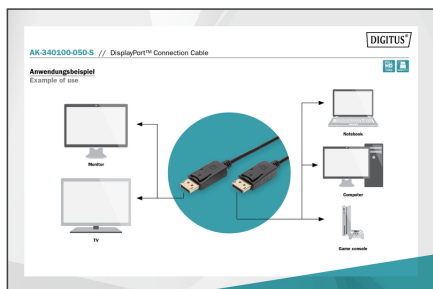 DIGITUS®
AK-340100-050-S // DisplayPort™ Connection Cable
Anwendungsbeispiel
Example of use
Monitor
TV
Notebook
Computer
Game console